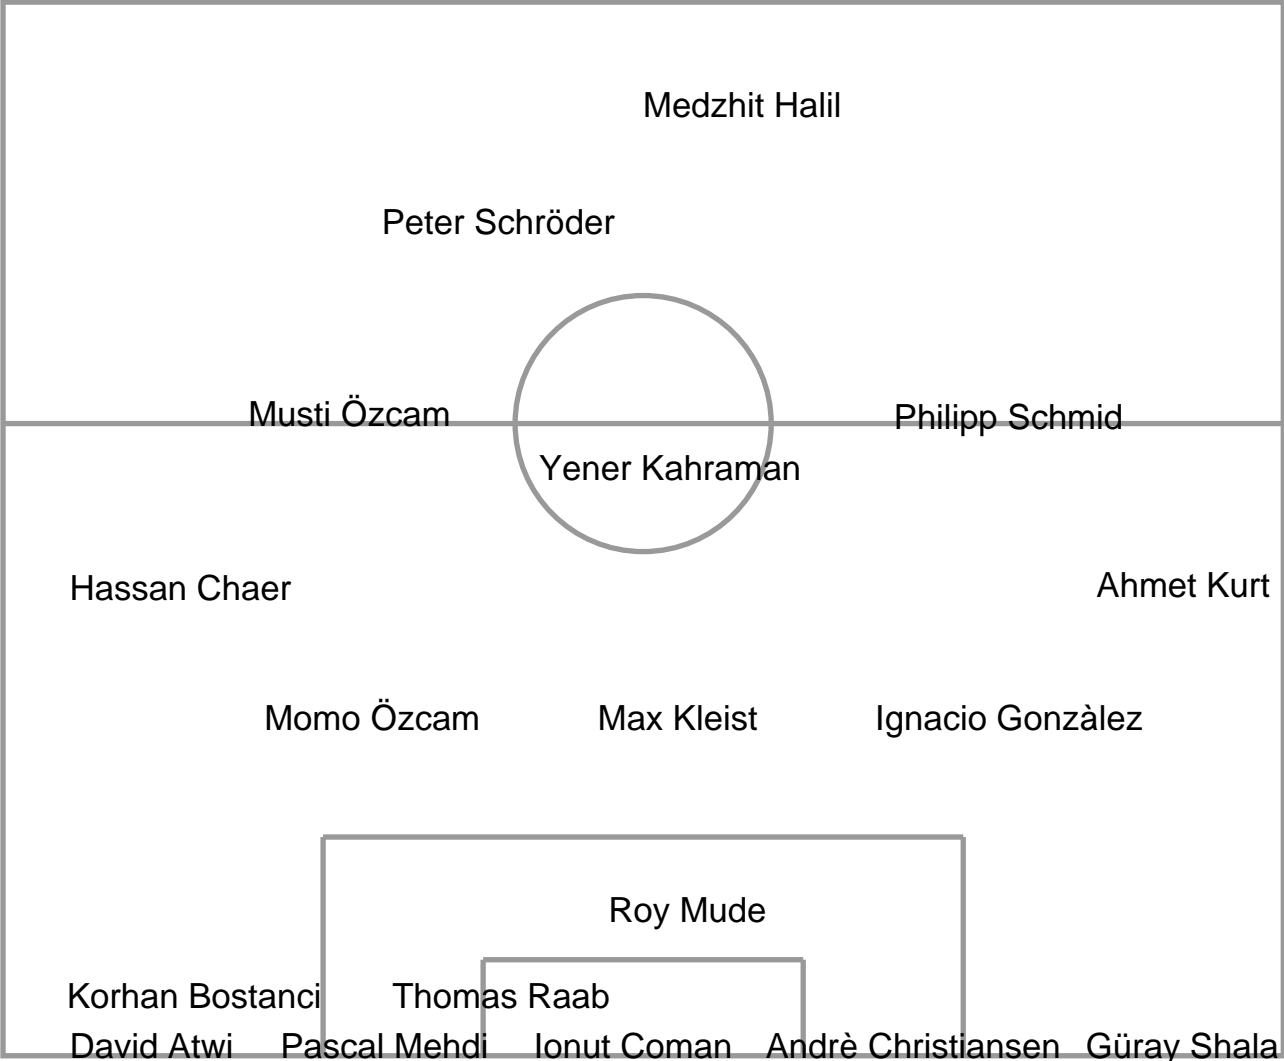 Medzhit Halil
Peter Schröder
Musti Özcam
Philipp Schmid
Yener Kahraman
Hassan Chaer
Ahmet Kurt
Momo Özcam
Max Kleist
Ignacio Gonzàlez
Roy Mude
Korhan Bostanci
Thomas Raab
David Atwi
Pascal Mehdi
Ionut Coman
Andrè Christiansen
Güray Shala